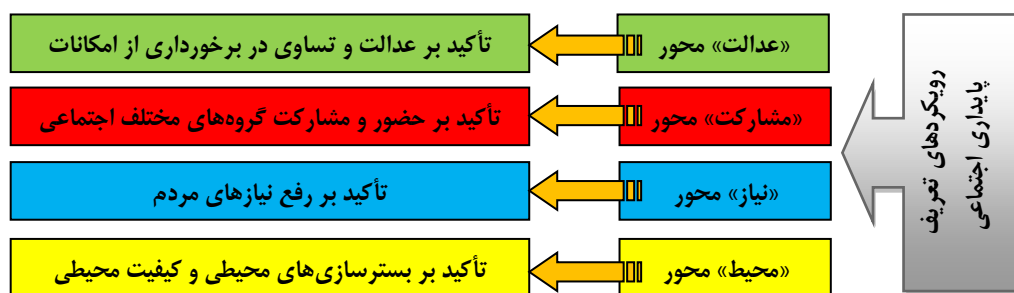 رویکردهای تعریف
پایداری اجتماعی
«عدالت» محور
تأکید بر عدالت و تساوی در برخورداری از امکانات
«مشارکت» محور
تأکید بر حضور و مشارکت گروه‌های مختلف اجتماعی
«نیاز» محور
تأکید بر رفع نیازهای مردم
«محیط» محور
تأکید بر بسترسازی‌های محیطی و کیفیت محیطی